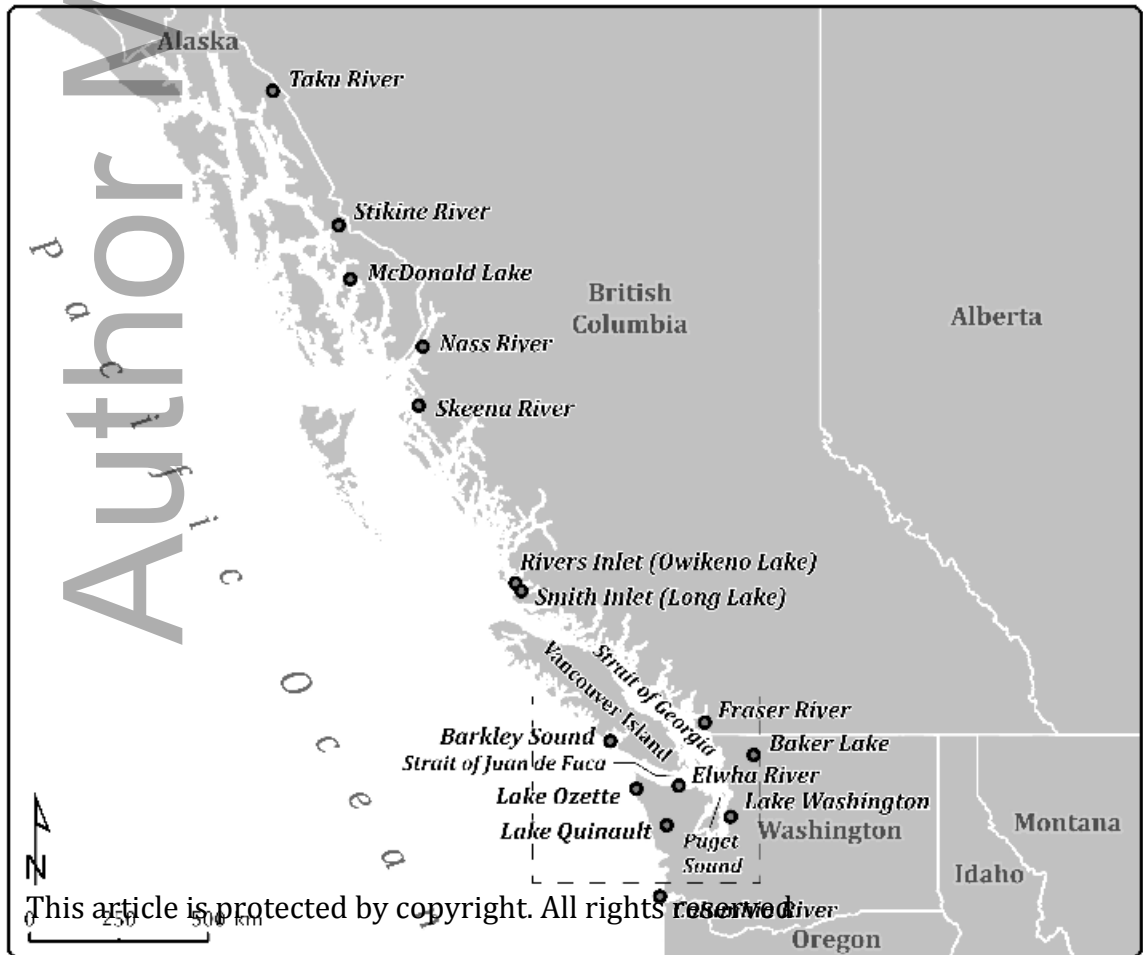 Alaska
Taku River
Stikine River
McDonald Lake
British
Columbia
Alberta
Nass River
Skeena River
Pacific Ocean
Author M
Rivers Inlet (Owikeno Lake)
Smith Inlet (Long Lake)
Vancouver Island
Strait of Georgia
Fraser River
Barkley Sound
Baker Lake
Strait of Juan de Fuca
Elwha River
Lake Ozette
Lake Washington
Lake Quinault
Washington
Montana
Puget
Sound
Idaho
N
This article is protected by copyright. All rights reserved
River
0 250 500 km
Oregon